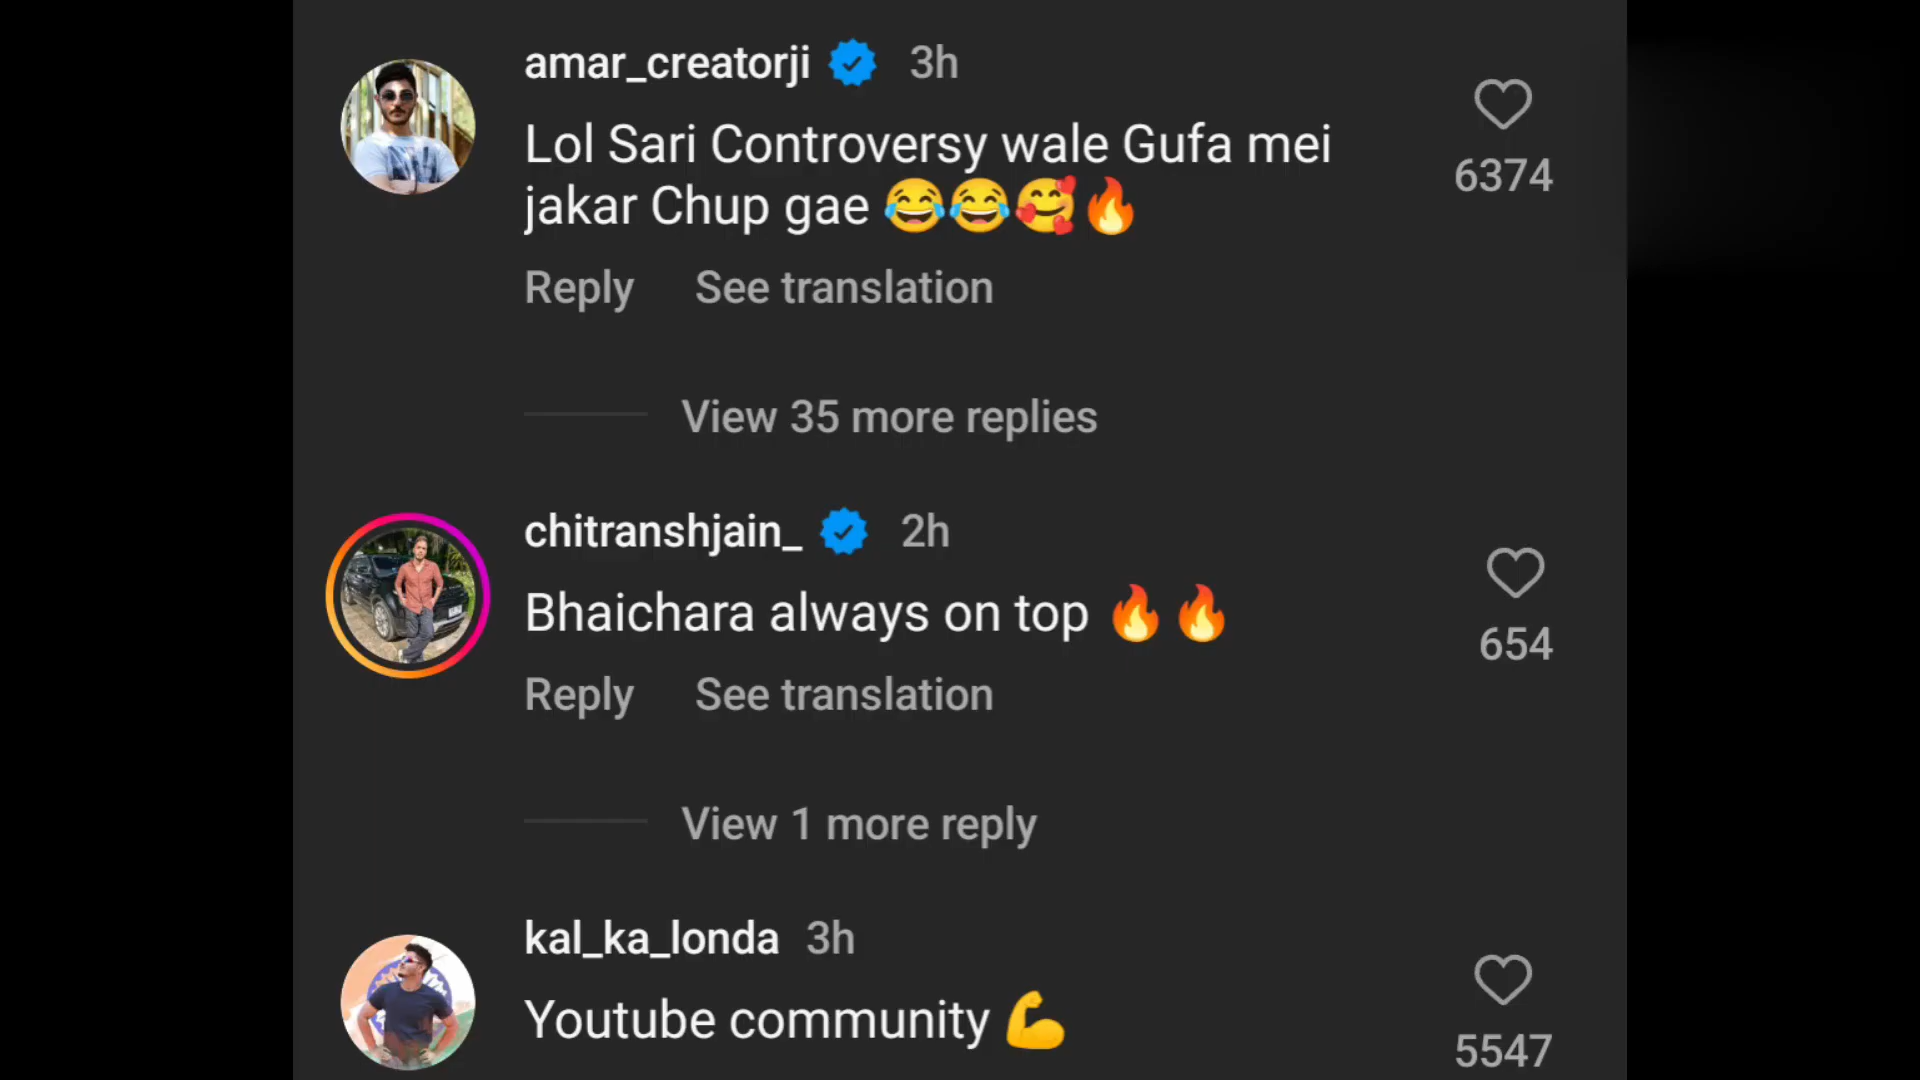 amar_creatorji 3h
Lol Sari Controversy wale Gufa mei
jakar Chup gae 😂😂🥰🔥
6374
Reply See translation
View 35 more replies
chitranshjain_ 2h
Bhaichara always on top 🔥🔥
654
Reply See translation
View 1 more reply
kal_ka_londa 3h
Youtube community 💪
5547